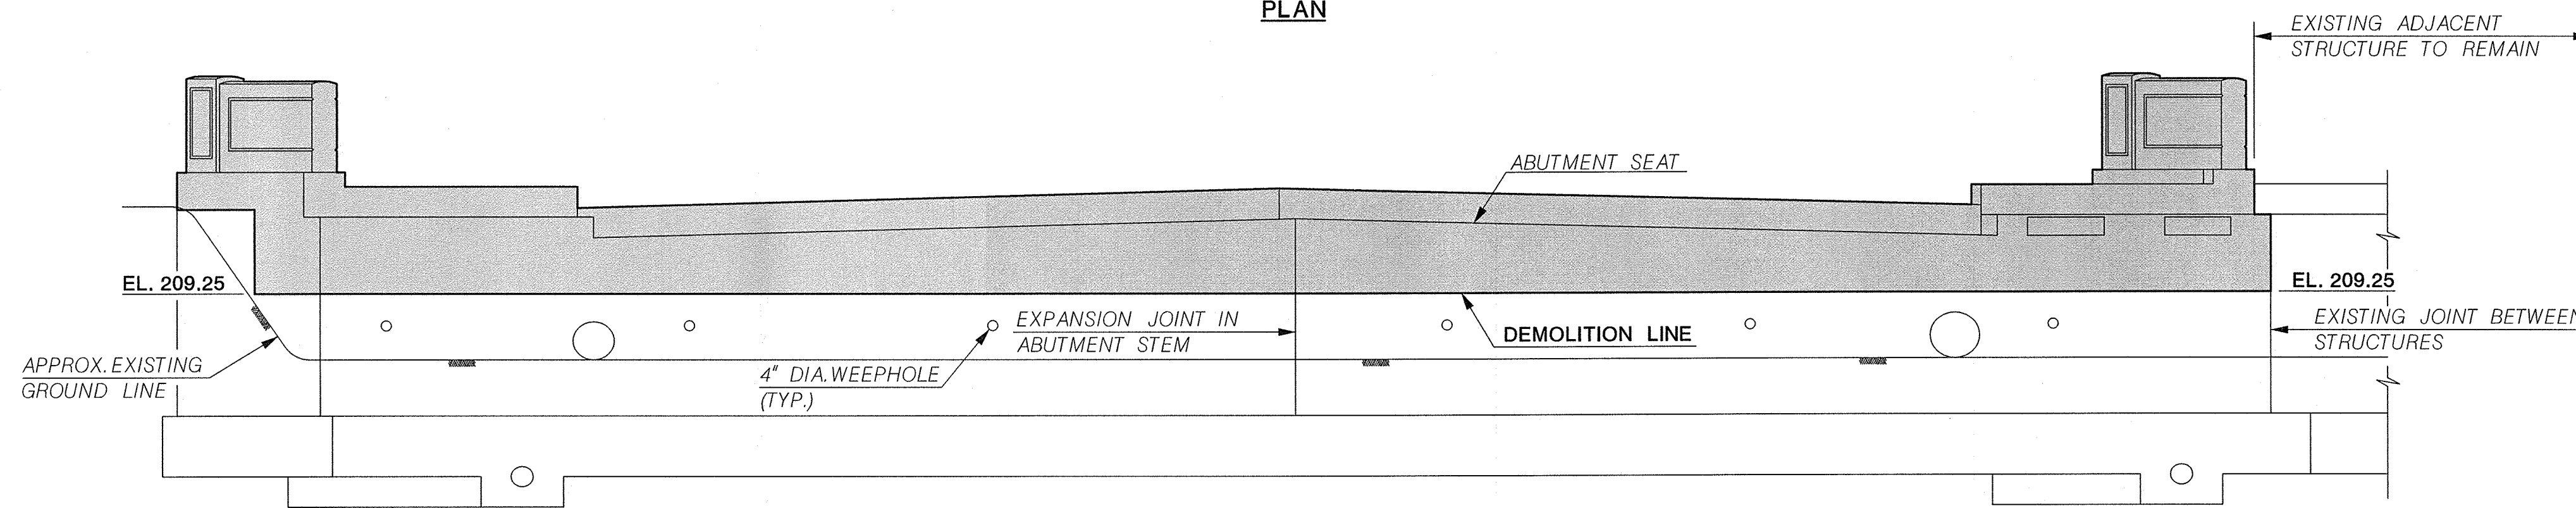 PLAN
EXISTING ADJACENT
STRUCTURE TO REMAIN
ABUTMENT SEAT
EL. 209.25
EL. 209.25
EXPANSION JOINT IN
ABUTMENT STEM
DEMOLITION LINE
EXISTING JOINT BETWEEN
STRUCTURES
APPROX. EXISTING
GROUND LINE
4" DIA. WEEPHOLE
(TYP.)